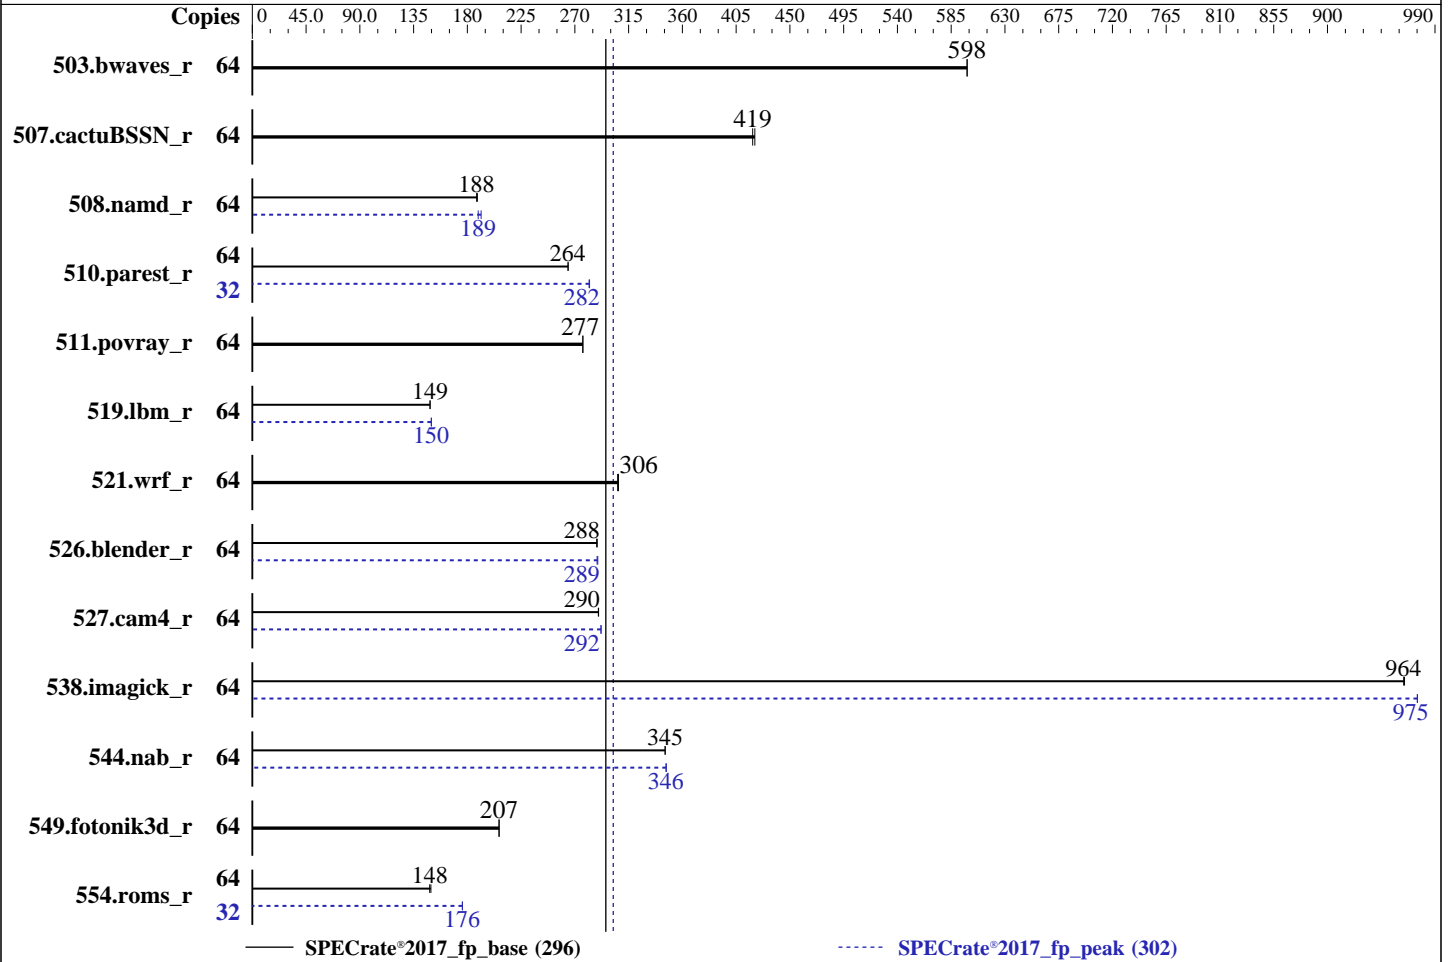 Copies 0 45.0 90.0 135 180 225 270 315 360 405 450 495 540 585 630 675 720 765 810 855 900 990
503.bwaves_r 64 598
507.cactuBSSN_r 64 419
508.namd_r 64 188
189
510.parest_r 64 264
32 282
511.povray_r 64 277
519.lbm_r 64 149
150
521.wrf_r 64 306
526.blender_r 64 288
289
527.cam4_r 64 290
292
538.imagick_r 64 964
975
544.nab_r 64 345
346
549.fotonik3d_r 64 207
554.roms_r 64 148
32 176
SPECrate®2017_fp_base (296) SPECrate®2017_fp_peak (302)